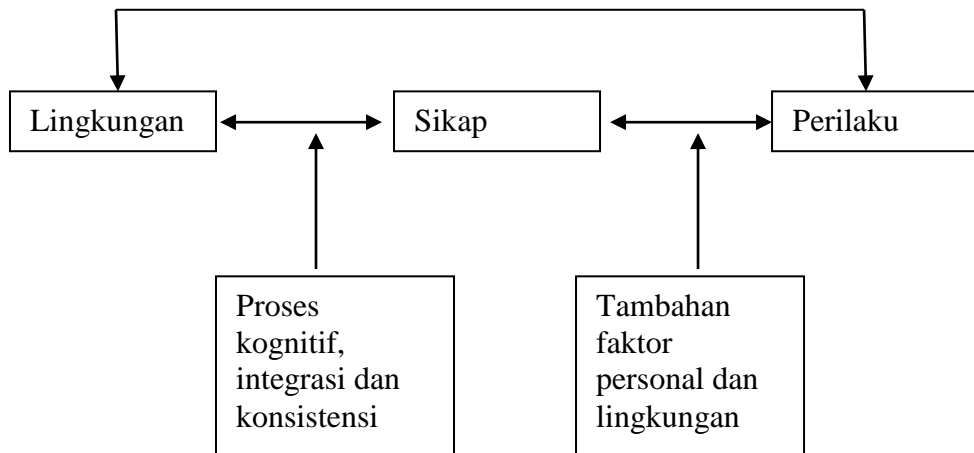 Lingkungan
Sikap
Perilaku
Proses
kognitif,
integrasi dan
konsistensi
Tambahan
faktor
personal dan
lingkungan